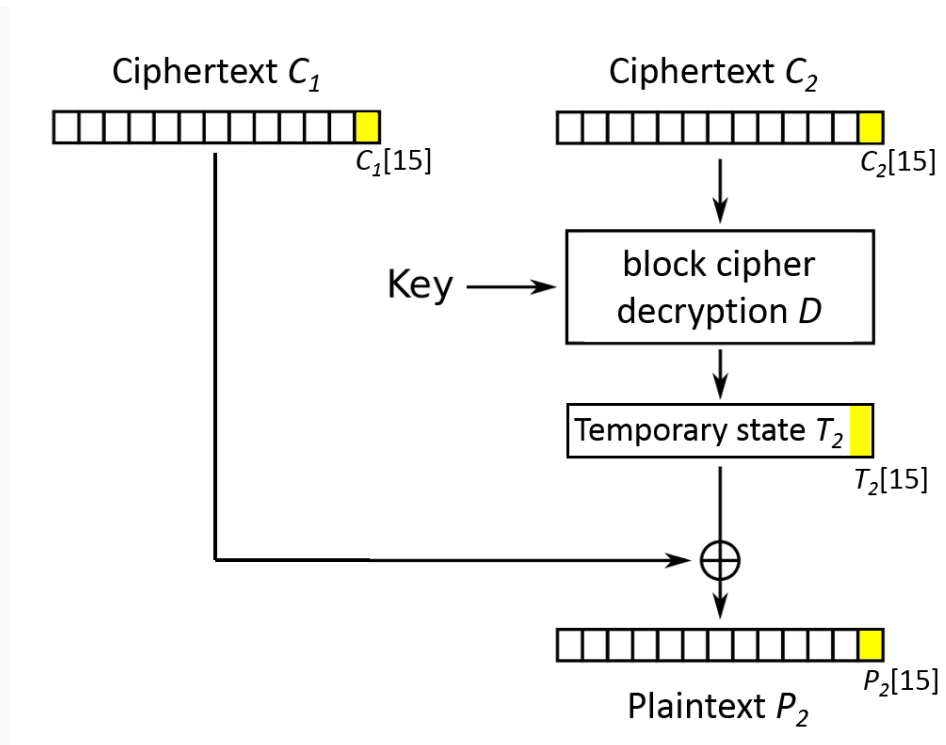 Ciphertext C₁
Ciphertext C₂
C₁[15]
C₂[15]
Key
block cipher
decryption D
Temporary state T₂
T₂[15]
P₂[15]
Plaintext P₂